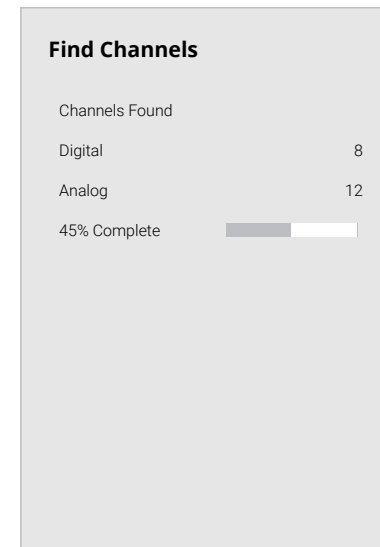 Find Channels
Channels Found
Digital 8
Analog 12
45% Complete